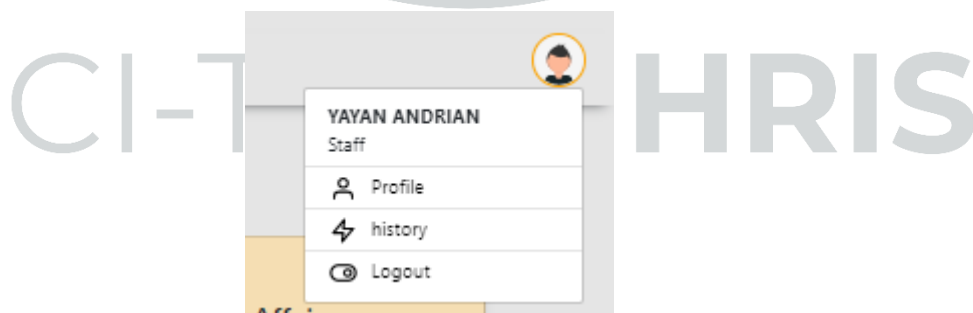 CI-T HRIS
YAYAN ANDRIAN
Staff
Profile
history
Logout